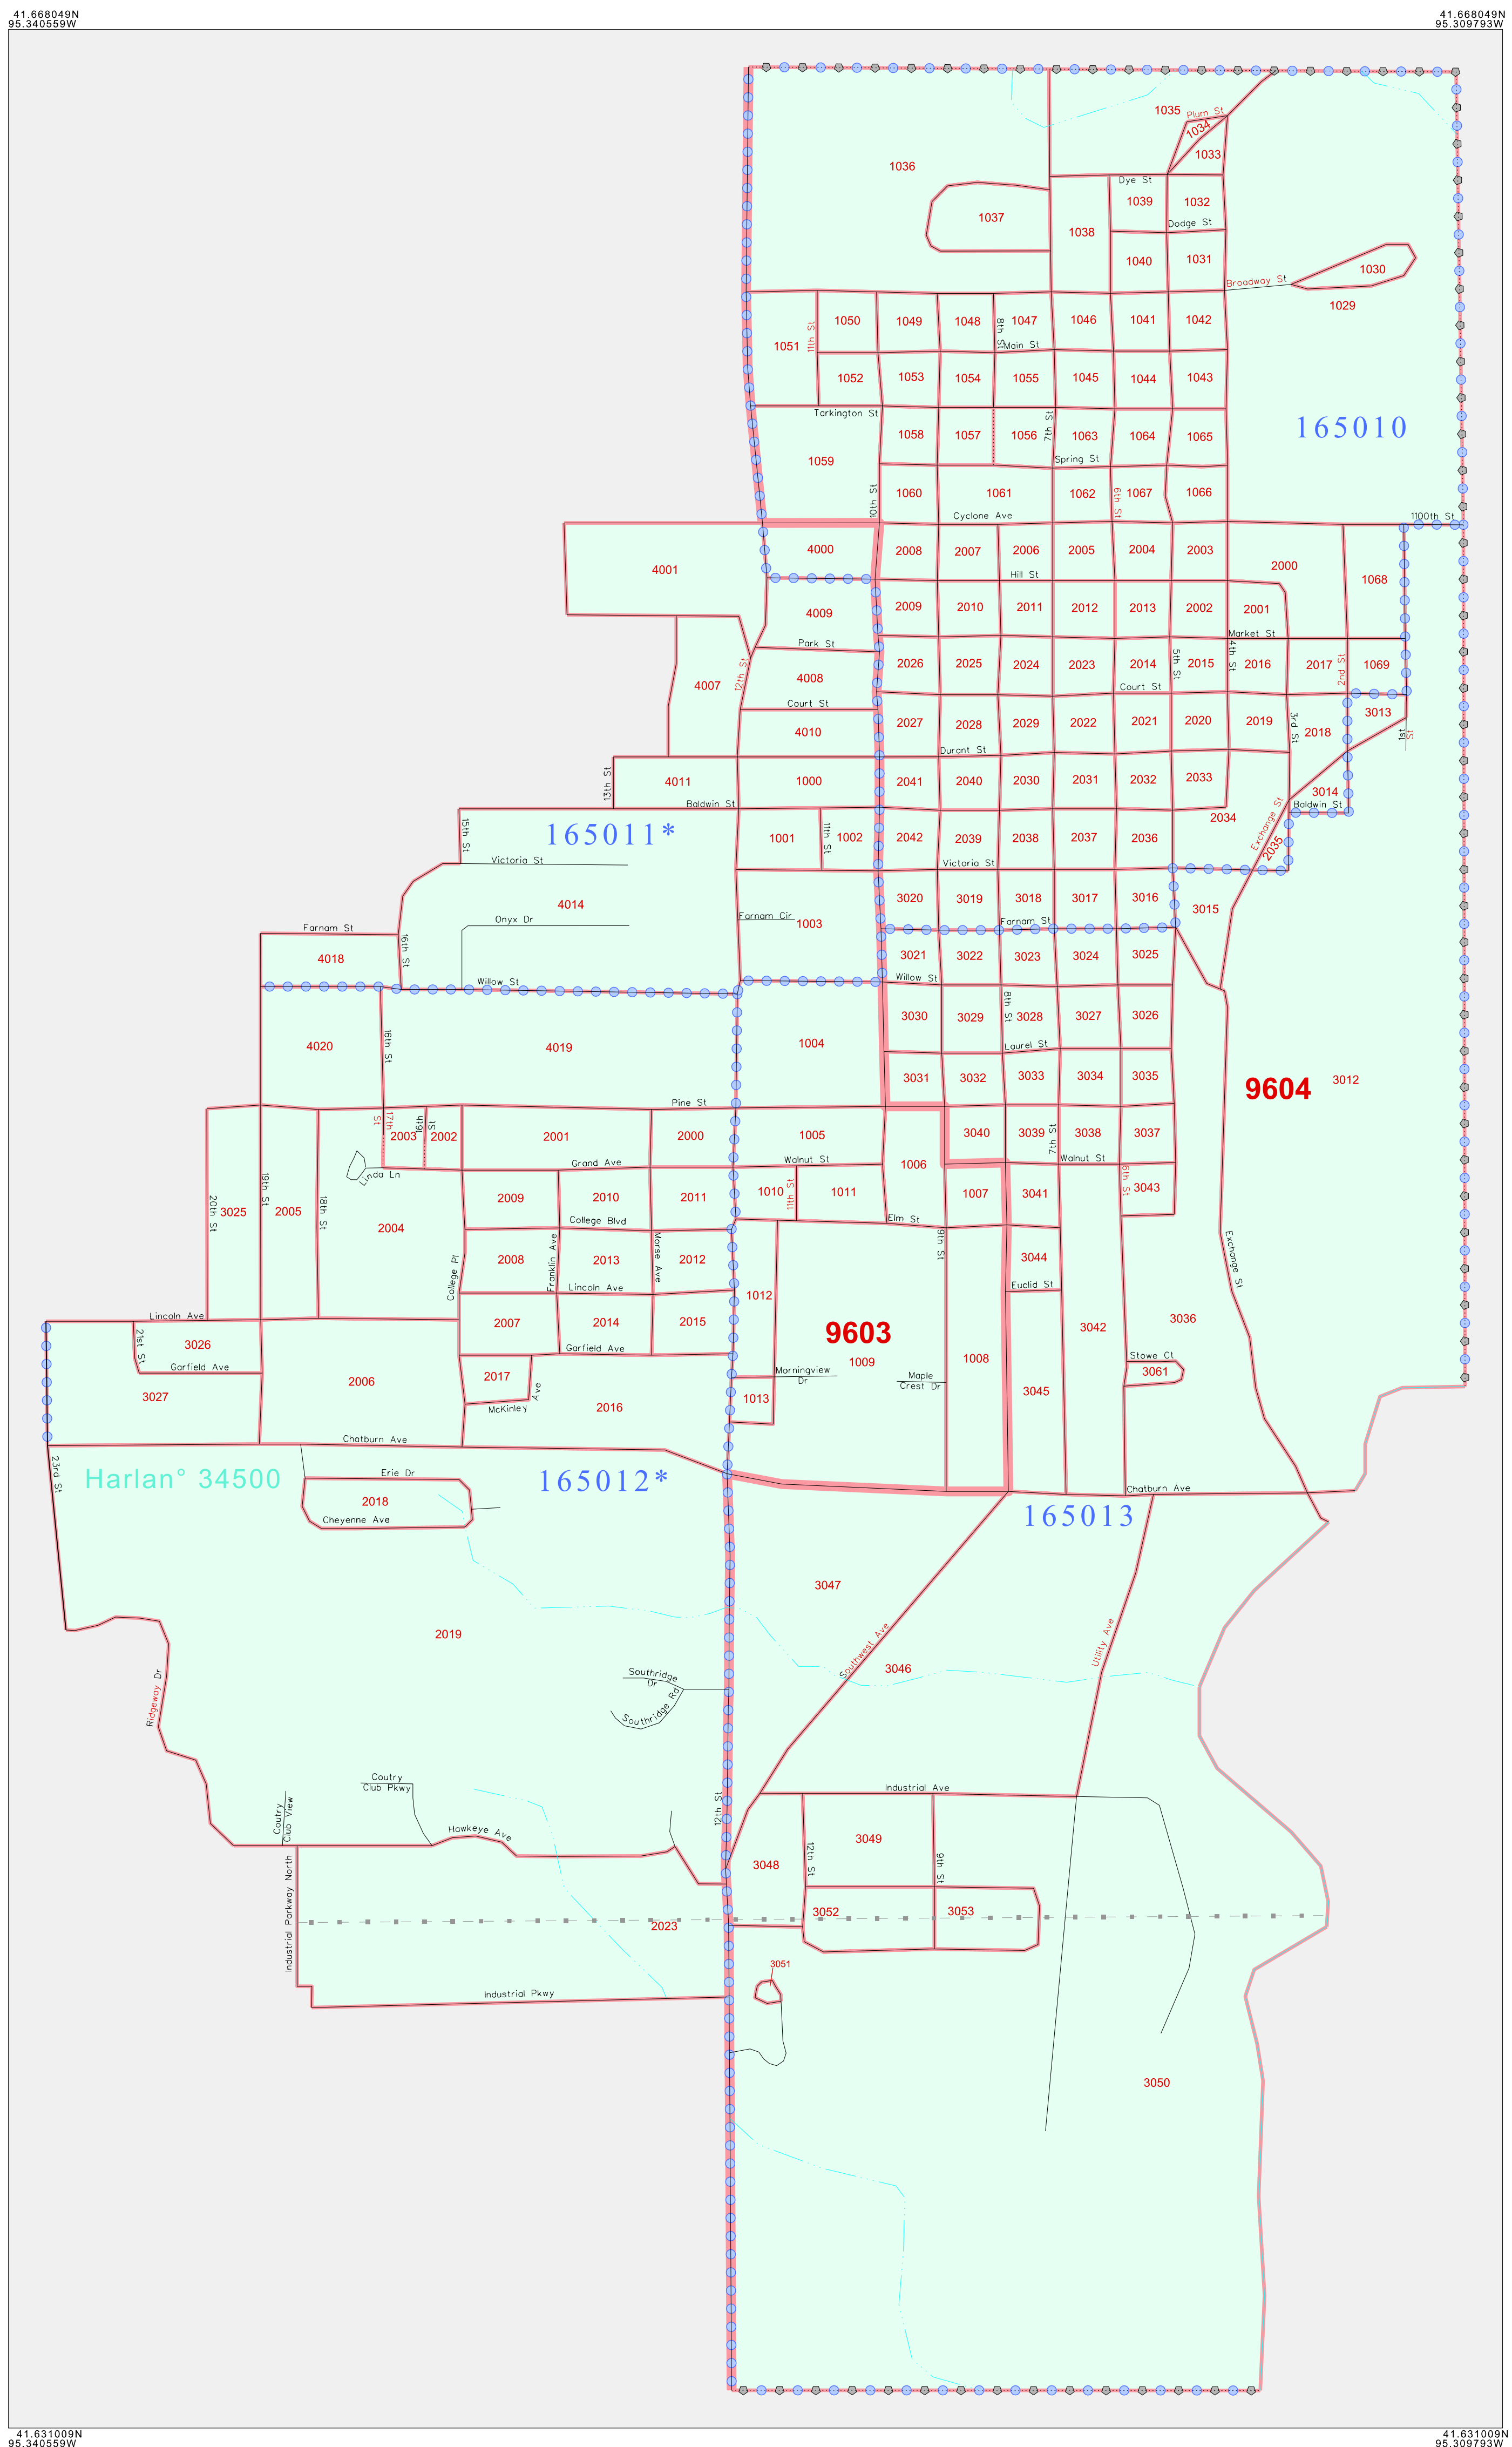 41.668049N
95.340559W
41.668049N
95.309793W
1035
Plum St
1034
1033
1036
Dye St
1039
1032
1037
1038
Dodge St
1040
1031
1030
Broadway St
1029
1050
1049
1048
8th St
1047
1046
1041
1042
1051
11th St
Main St
1052
1053
1054
1055
1045
1044
1043
Tarkington St
165010
1058
1057
1056
7th St
1063
1064
1065
1059
Spring St
10th St
1060
1061
1062
6th St
1067
1066
Cyclone Ave
1100th St
4000
2008
2007
2006
2005
2004
2003
2000
4001
Hill St
1068
4009
2009
2010
2011
2012
2013
2002
2001
Park St
Market St
12th St
2026
2025
2024
2023
2014
5th St
2015
4th St
2016
2017
2nd St
1069
4007
4008
Court St
Court St
4010
2027
2028
2029
2022
2021
2020
2019
3rd St
2018
3013
1st St
Durant St
13th St
4011
1000
2041
2040
2030
2031
2032
2033
3014
Baldwin St
Baldwin St
15th St
165011*
1001
11th St
1002
2042
2039
2038
2037
2036
2034
Exchange St
2035
Victoria St
Victoria St
4014
3020
3019
3018
3017
3016
3015
Onyx Dr
Farnam Cir
1003
Farnam St
Farnam St
4018
16th St
3021
3022
3023
3024
3025
Willow St
Willow St
3030
3029
8th St
3028
3027
3026
4020
16th St
4019
1004
Laurel St
3031
3032
3033
3034
3035
9604
3012
Pine St
17th St
2003
16th St
2002
2001
2000
1005
3040
3039
7th St
3038
3037
Linda Ln
Grand Ave
Walnut St
1006
Walnut St
20th St
3025
19th St
2005
18th St
2004
2009
2010
2011
1010
11th St
1011
1007
3041
6th St
3043
College Blvd
Elm St
College Pl
2008
Franklin Ave
2013
Morse Ave
2012
9th St
3044
Exchange St
Lincoln Ave
Euclid St
1012
Lincoln Ave
21st St
3026
2007
2014
2015
9603
3042
3036
Garfield Ave
Garfield Ave
1009
1008
Stowe Ct
3061
3027
2006
2017
McKinley Ave
2016
Morningview Dr
Maple Crest Dr
1013
3045
Chatburn Ave
23rd St
Harlan° 34500
Erie Dr
165012*
Chatburn Ave
2018
Cheyenne Ave
165013
3047
2019
Southwest Ave
3046
Utility Ave
Ridgeway Dr
Southridge Dr
Southridge Rd
Coutry Club Pkwy
Coutry Club View
Industrial Ave
12th St
Hawkeye Ave
3049
3048
12th St
9th St
Industrial Parkway North
3052
3053
2023
3051
Industrial Pkwy
3050
41.631009N
95.340559W
41.631009N
95.309793W